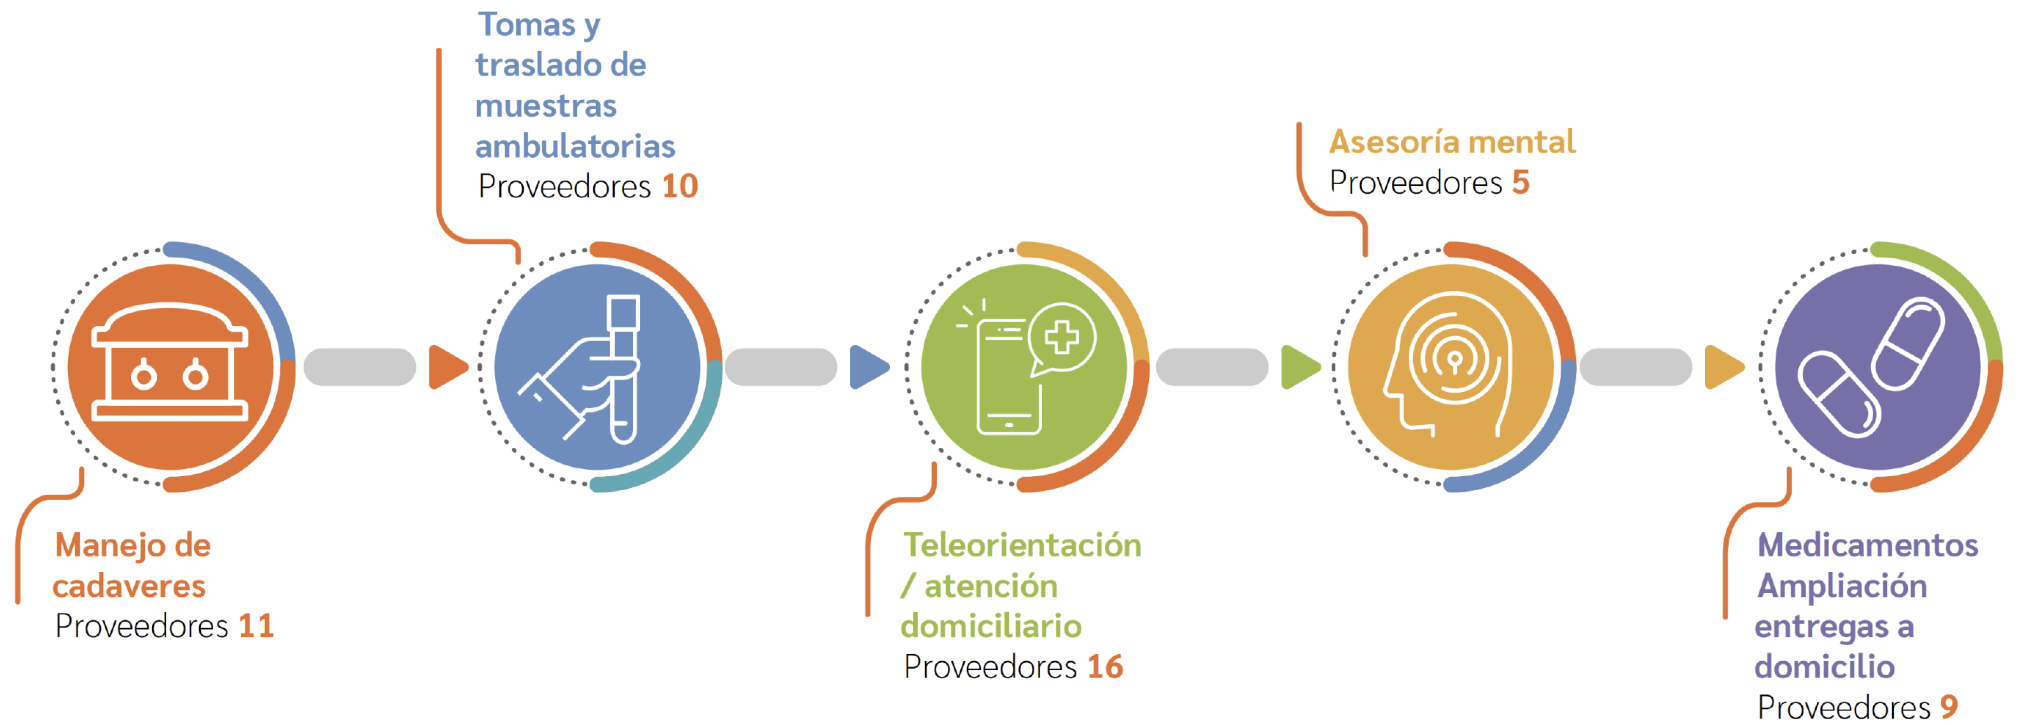 Manejo de
cadaveres
Proveedores 11
Tomas y
traslado de
muestras
ambulatorias
Proveedores 10
Teleorientación
/ atención
domiciliario
Proveedores 16
Asesoría mental
Proveedores 5
Medicamentos
Ampliación
entregas a
domicilio
Proveedores 9